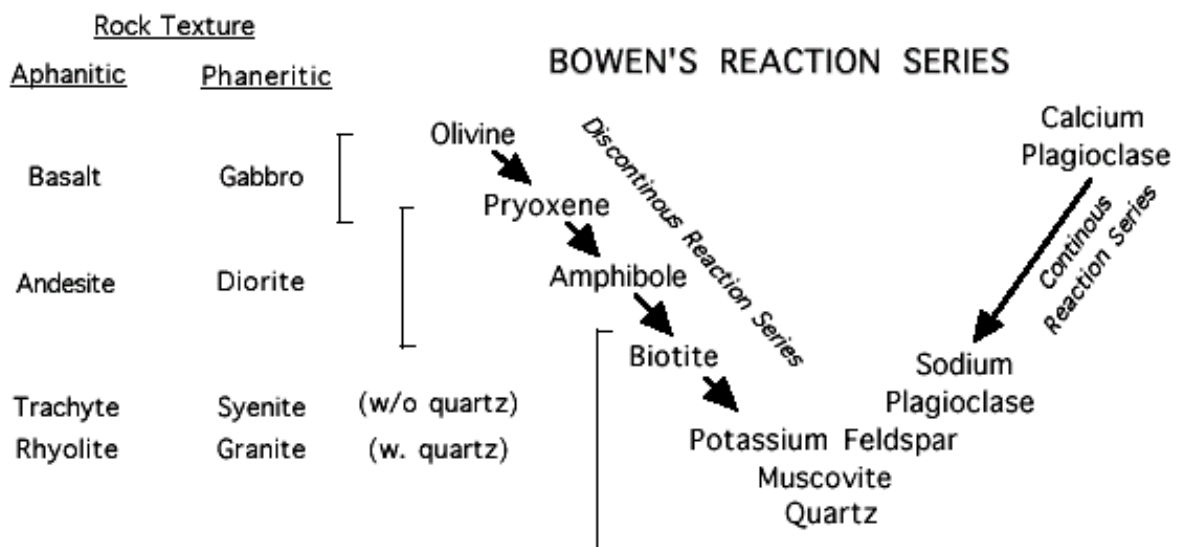 Rock Texture
Aphanitic Phaneritic
BOWEN'S REACTION SERIES
Basalt Gabbro
Andesite Diorite
Trachyte Syenite (w/o quartz)
Rhyolite Granite (w. quartz)
Olivine
Pryoxene
Amphibole
Biotite
Discontinous Reaction Series
Potassium Feldspar
Muscovite
Quartz
Calcium
Plagioclase
Continous
Reaction Series
Sodium
Plagioclase